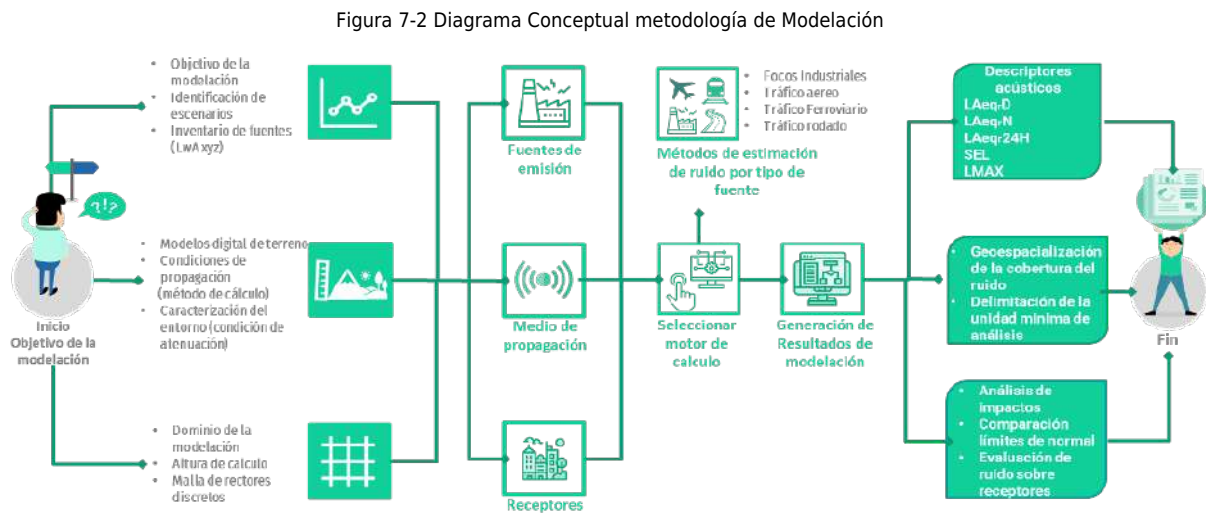 Figura 7-2 Diagrama Conceptual metodología de Modelación
• Objetivo de la
modelación
• Identificación de
escenarios
• Inventario de fuentes
(LwAxyz)
?!?
Inicio
Objetivo de la
modelación
• Modelos digital de terreno
• Condiciones de
propagación
(método de cálculo)
• Caracterización del
entorno (condición de
atenuación)
• Dominio de la
modelación
• Altura de calculo
• Malla de rectores
discretos
Fuentes de
emisión
Medio de
propagación
Receptores
• Focos Industriales
• Tráfico aereo
• Tráfico Ferroviario
• Tráfico rodado
Métodos de estimación
de ruido por tipo de
fuente
Seleccionar
motor de
calculo
Generación de
Resultados de
modelación
Descriptores
acústicos
LAeq,D
LAeq,N
LAeqr24H
SEL
LMAX
• Geoespacialización
de la cobertura del
ruido
• Delimitación de la
unidad mínima de
análisis
• Análisis de
impactos
• Comparación
límites de normal
• Evaluación de
ruido sobre
receptores
Fin